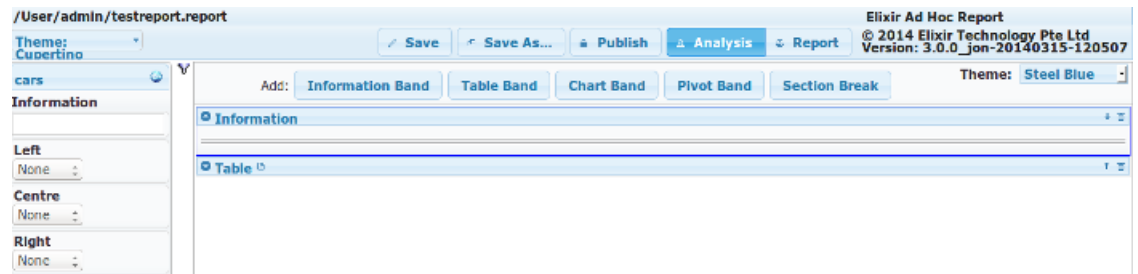 /User/admin/testreport.report
Elixir Ad Hoc Report
Theme: Cupertino
Save Save As... Publish Analysis Report
© 2014 Elixir Technology Pte Ltd
Version: 3.0.0_jon-20140315-120507
cars
Add: Information Band Table Band Chart Band Pivot Band Section Break
Theme: Steel Blue
Information
Information
Left
None
Table
Centre
None
Right
None